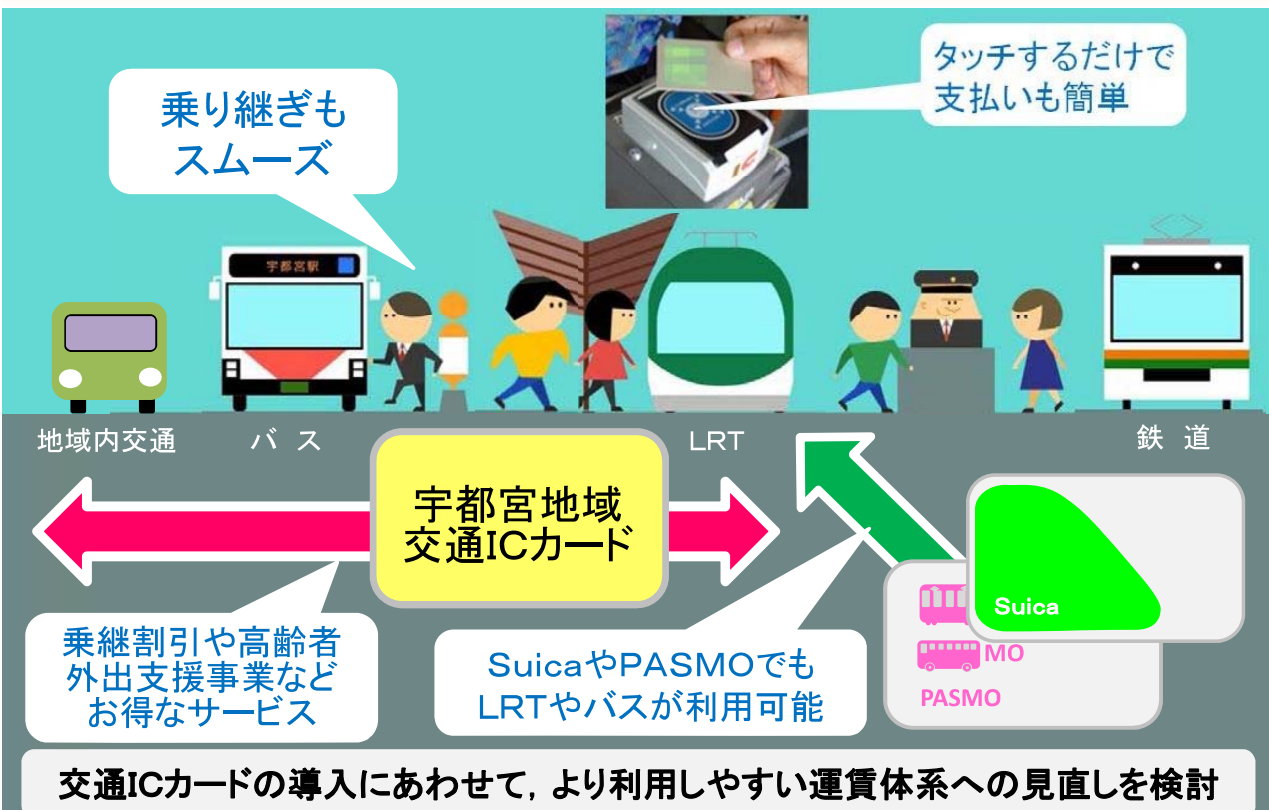 乗り継ぎも
スムーズ
タッチするだけで
支払いも簡単
IC
宇都宮駅
地域内交通
バス
LRT
鉄道
宇都宮地域
交通ICカード
乗継割引や高齢者
外出支援事業など
お得なサービス
SuicaやPASMOでも
LRTやバスが利用可能
Suica
MO
PASMO
交通ICカードの導入にあわせて，より利用しやすい運賃体系への見直しを検討